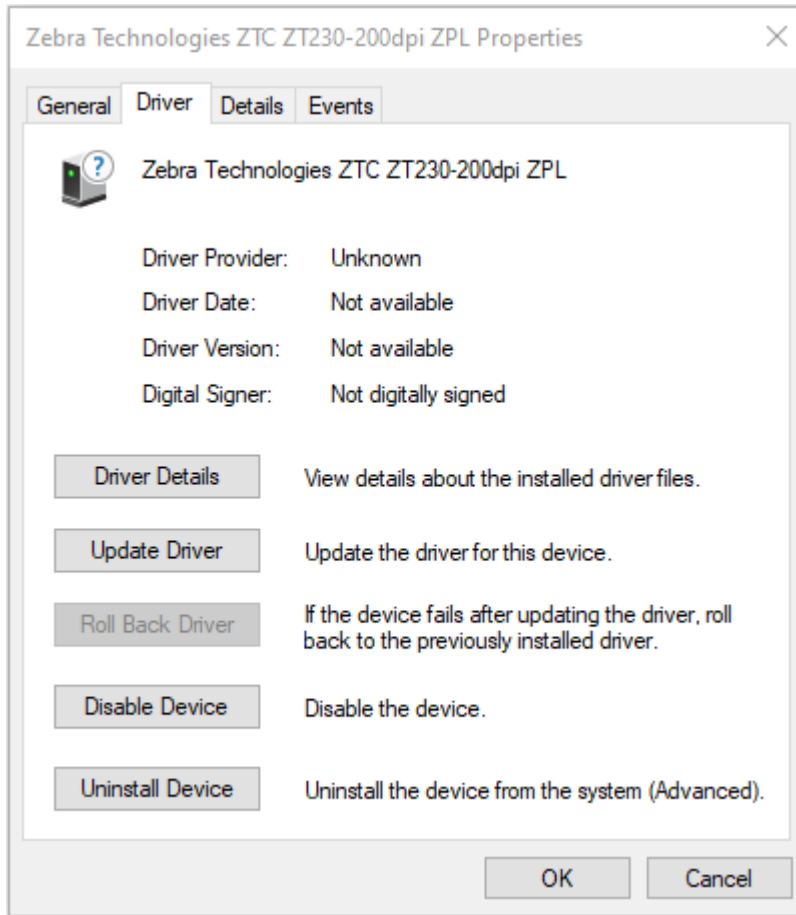 Zebra Technologies ZTC ZT230-200dpi ZPL Properties
General Driver Details Events
Zebra Technologies ZTC ZT230-200dpi ZPL
Driver Provider: Unknown
Driver Date: Not available
Driver Version: Not available
Digital Signer: Not digitally signed
Driver Details View details about the installed driver files.
Update Driver Update the driver for this device.
Roll Back Driver If the device fails after updating the driver, roll
back to the previously installed driver.
Disable Device Disable the device.
Uninstall Device Uninstall the device from the system (Advanced).
OK Cancel